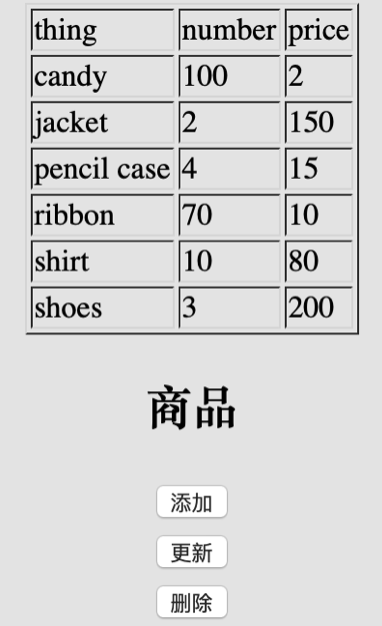 thing number price
candy 100 2
jacket 2 150
pencil case 4 15
ribbon 70 10
shirt 10 80
shoes 3 200
商品
添加
更新
删除